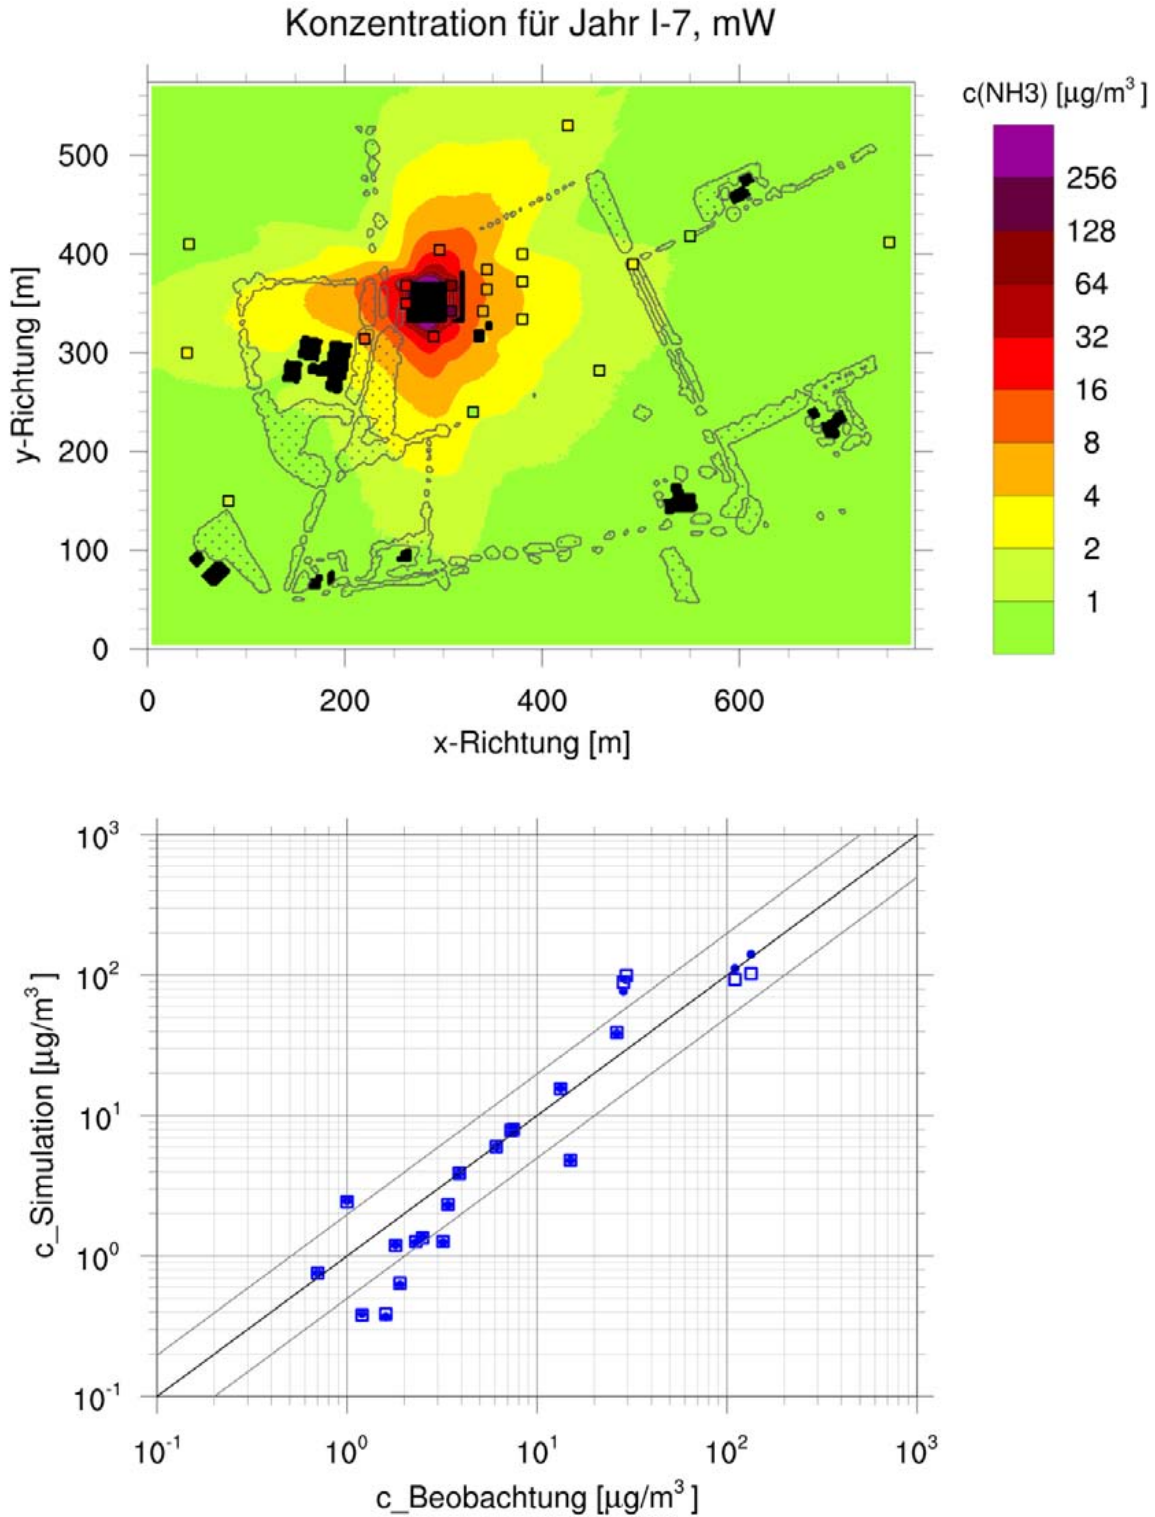 Konzentration für Jahr I-7, mW
c(NH3) [µg/m³]
256
128
64
32
16
8
4
2
1
500
400
300
200
100
0
y-Richtung [m]
0 200 400 600
x-Richtung [m]
10³
10²
10¹
10⁰
10⁻¹
c_Simulation [µg/m³]
10⁻¹ 10⁰ 10¹ 10² 10³
c_Beobachtung [µg/m³]